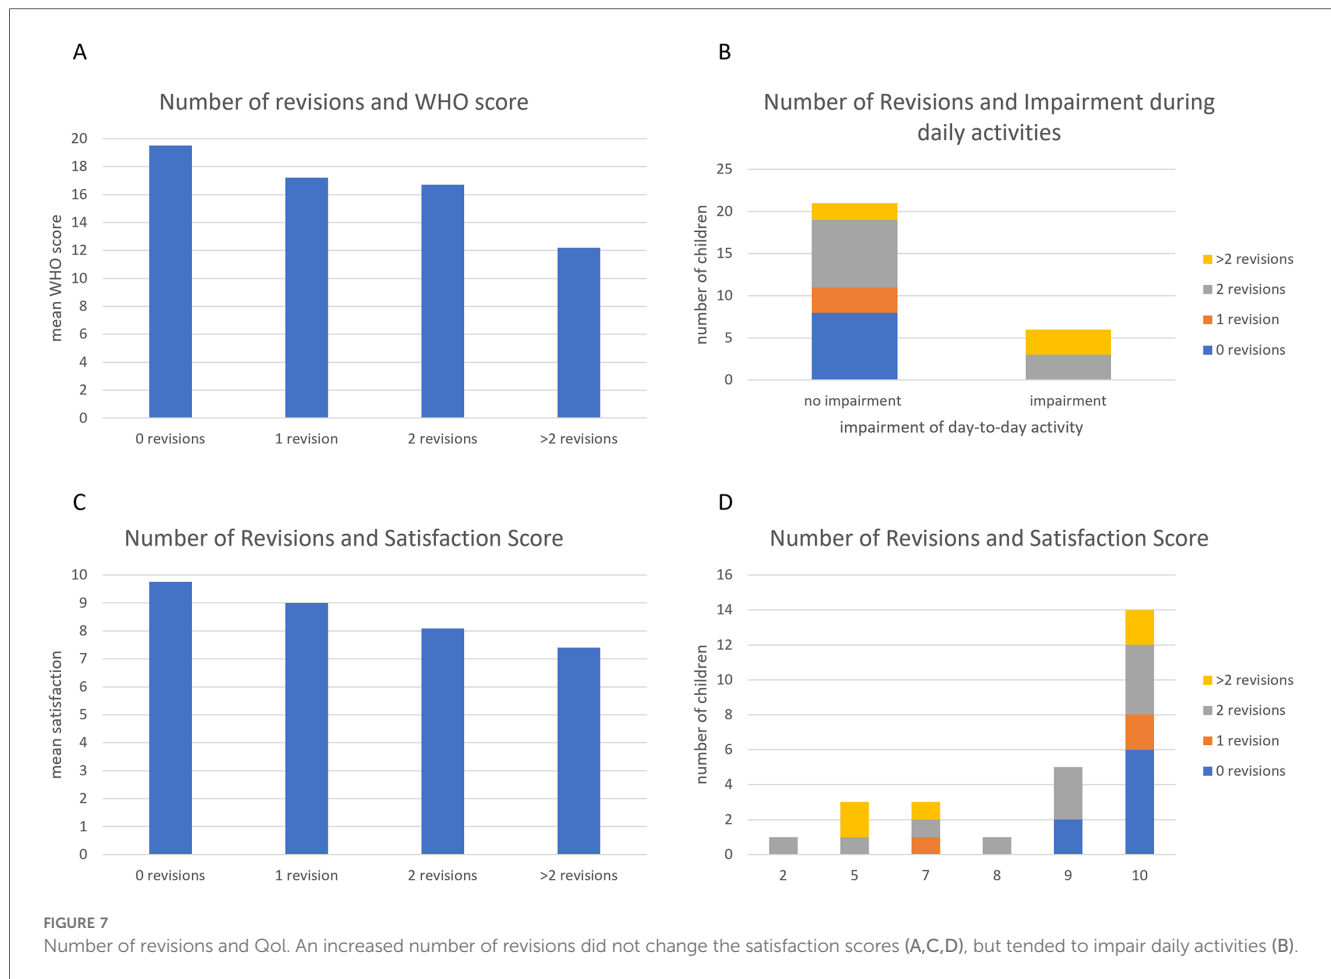 A
Number of revisions and WHO score
mean WHO score
20
18
16
14
12
10
8
6
4
2
0
0 revisions 1 revision 2 revisions >2 revisions
B
Number of Revisions and Impairment during
daily activities
number of children
25
20
15
10
5
0
no impairment impairment
impairment of day-to-day activity
>2 revisions
2 revisions
1 revision
0 revisions
C
Number of Revisions and Satisfaction Score
mean satisfaction
10
9
8
7
6
5
4
3
2
1
0
0 revisions 1 revision 2 revisions >2 revisions
D
Number of Revisions and Satisfaction Score
number of children
16
14
12
10
8
6
4
2
0
2 5 7 8 9 10
>2 revisions
2 revisions
1 revision
0 revisions
FIGURE 7
Number of revisions and Qol. An increased number of revisions did not change the satisfaction scores (A,C,D), but tended to impair daily activities (B).